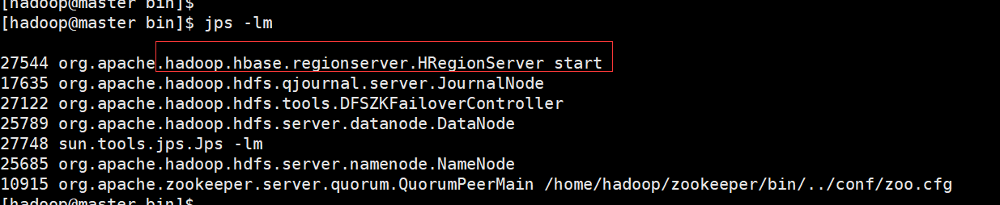 [hadoop@master bin]$
[hadoop@master bin]$ jps -lm
27544 org.apache.hadoop.hbase.regionserver.HRegionServer start
17635 org.apache.hadoop.hdfs.qjournal.server.JournalNode
27122 org.apache.hadoop.hdfs.tools.DFSZKFailoverController
25789 org.apache.hadoop.hdfs.server.datanode.DataNode
27748 sun.tools.jps.Jps -lm
25685 org.apache.hadoop.hdfs.server.namenode.NameNode
10915 org.apache.zookeeper.server.quorum.QuorumPeerMain /home/hadoop/zookeeper/bin/../conf/zoo.cfg
[hadoop@master bin]$